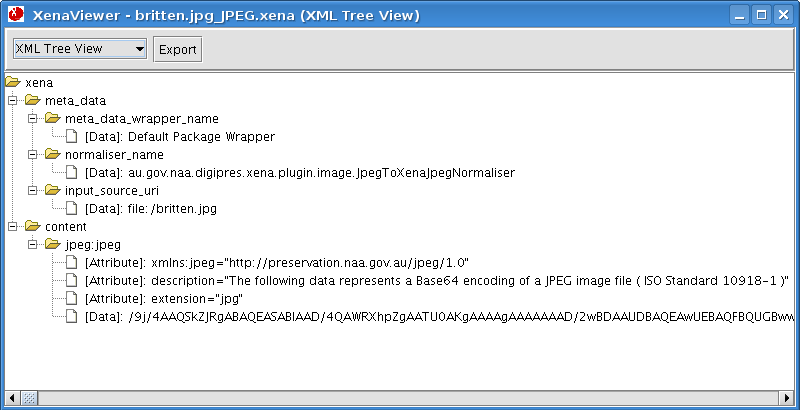 XenaViewer - britten.jpg_JPEG.xena (XML Tree View)
XML Tree View Export
xena
meta_data
meta_data_wrapper_name
[Data]: Default Package Wrapper
normaliser_name
[Data]: au.gov.naa.digipres.xena.plugin.image.JpegToXenaJpegNormaliser
input_source_uri
[Data]: file:/britten.jpg
content
jpeg:jpeg
[Attribute]: xmlns:jpeg="http://preservation.naa.gov.au/jpeg/1.0"
[Attribute]: description="The following data represents a Base64 encoding of a JPEG image file ( ISO Standard 10918-1 )"
[Attribute]: extension="jpg"
[Data]: /9j/4AAQSkZJRgABAQEASABIAAD/4QAWRXhpZgAATU0AKgAAAAgAAAAAAAD/2wBDAAUDBAQEAwUEBAQFBQUGBww